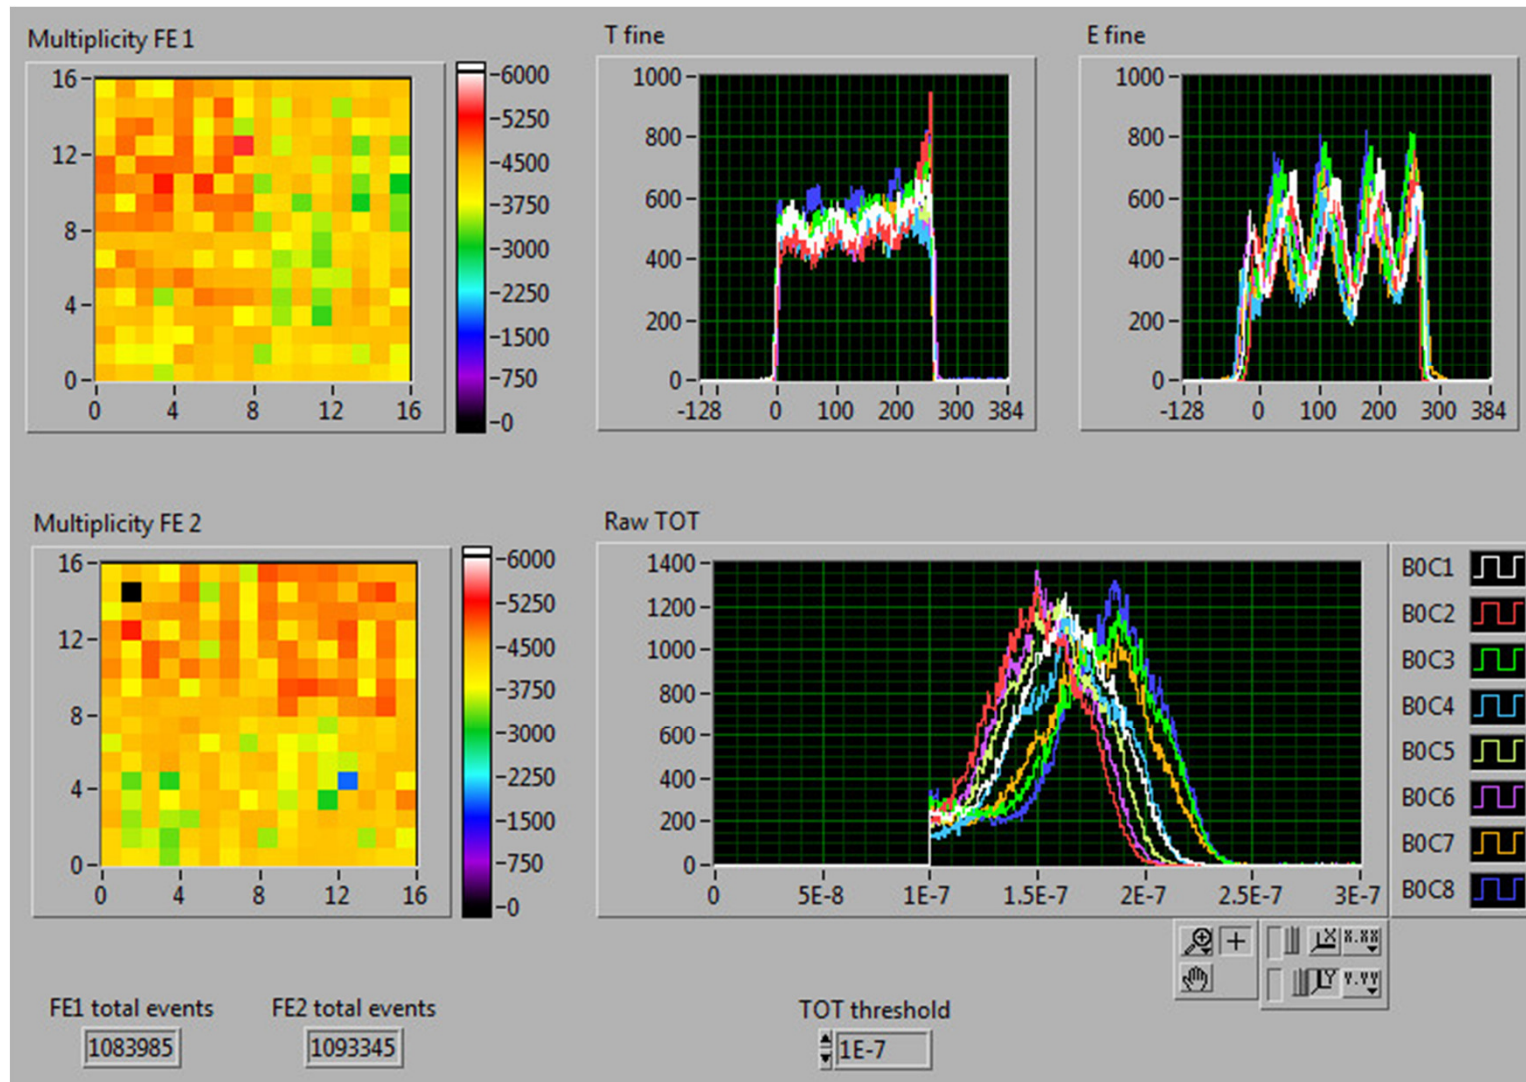 Multiplicity FE 1
16
12
8
4
0
0 4 8 12 16
6000
5250
4500
3750
3000
2250
1500
750
0
T fine
1000
800
600
400
200
0
-128 0 100 200 300 384
E fine
1000
800
600
400
200
0
-128 0 100 200 300 384
Multiplicity FE 2
16
12
8
4
0
0 4 8 12 16
6000
5250
4500
3750
3000
2250
1500
750
0
Raw TOT
1400
1200
1000
800
600
400
200
0
0 5E-8 1E-7 1.5E-7 2E-7 2.5E-7 3E-7
B0C1
B0C2
B0C3
B0C4
B0C5
B0C6
B0C7
B0C8
X X.XX
Y Y.YY
FE1 total events
1083985
FE2 total events
1093345
TOT threshold
1E-7